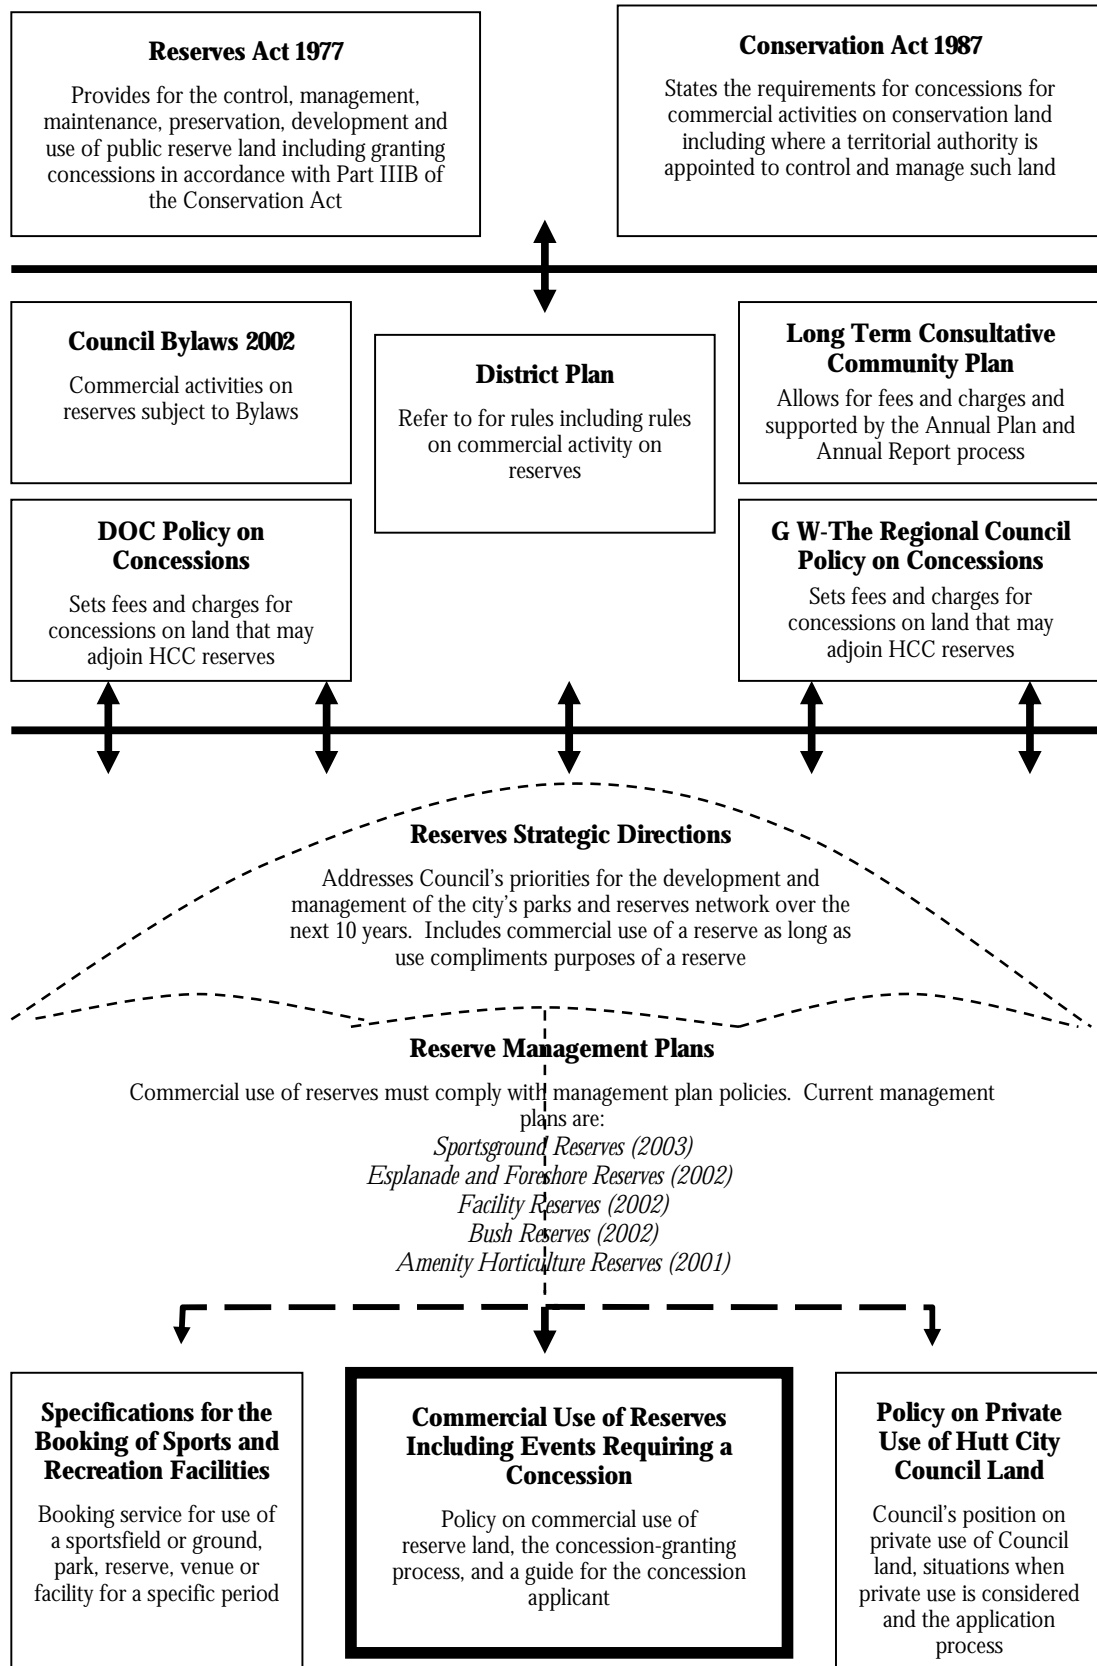 Reserves Act 1977
Provides for the control, management,
maintenance, preservation, development and
use of public reserve land including granting
concessions in accordance with Part IIIB of
the Conservation Act
Conservation Act 1987
States the requirements for concessions for
commercial activities on conservation land
including where a territorial authority is
appointed to control and manage such land
Council Bylaws 2002
Commercial activities on
reserves subject to Bylaws
District Plan
Refer to for rules including rules
on commercial activity on
reserves
Long Term Consultative
Community Plan
Allows for fees and charges and
supported by the Annual Plan and
Annual Report process
DOC Policy on
Concessions
Sets fees and charges for
concessions on land that may
adjoin HCC reserves
G W-The Regional Council
Policy on Concessions
Sets fees and charges for
concessions on land that may
adjoin HCC reserves
Reserves Strategic Directions
Addresses Council's priorities for the development and
management of the city's parks and reserves network over the
next 10 years.  Includes commercial use of a reserve as long as
use compliments purposes of a reserve
Reserve Management Plans
Commercial use of reserves must comply with management plan policies.  Current management
plans are:
Sportsground Reserves (2003)
Esplanade and Foreshore Reserves (2002)
Facility Reserves (2002)
Bush Reserves (2002)
Amenity Horticulture Reserves (2001)
Specifications for the
Booking of Sports and
Recreation Facilities
Booking service for use of
a sportsfield or ground,
park, reserve, venue or
facility for a specific period
Commercial Use of Reserves
Including Events Requiring a
Concession
Policy on commercial use of
reserve land, the concession-granting
process, and a guide for the concession
applicant
Policy on Private
Use of Hutt City
Council Land
Council's position on
private use of Council
land, situations when
private use is considered
and the application
process